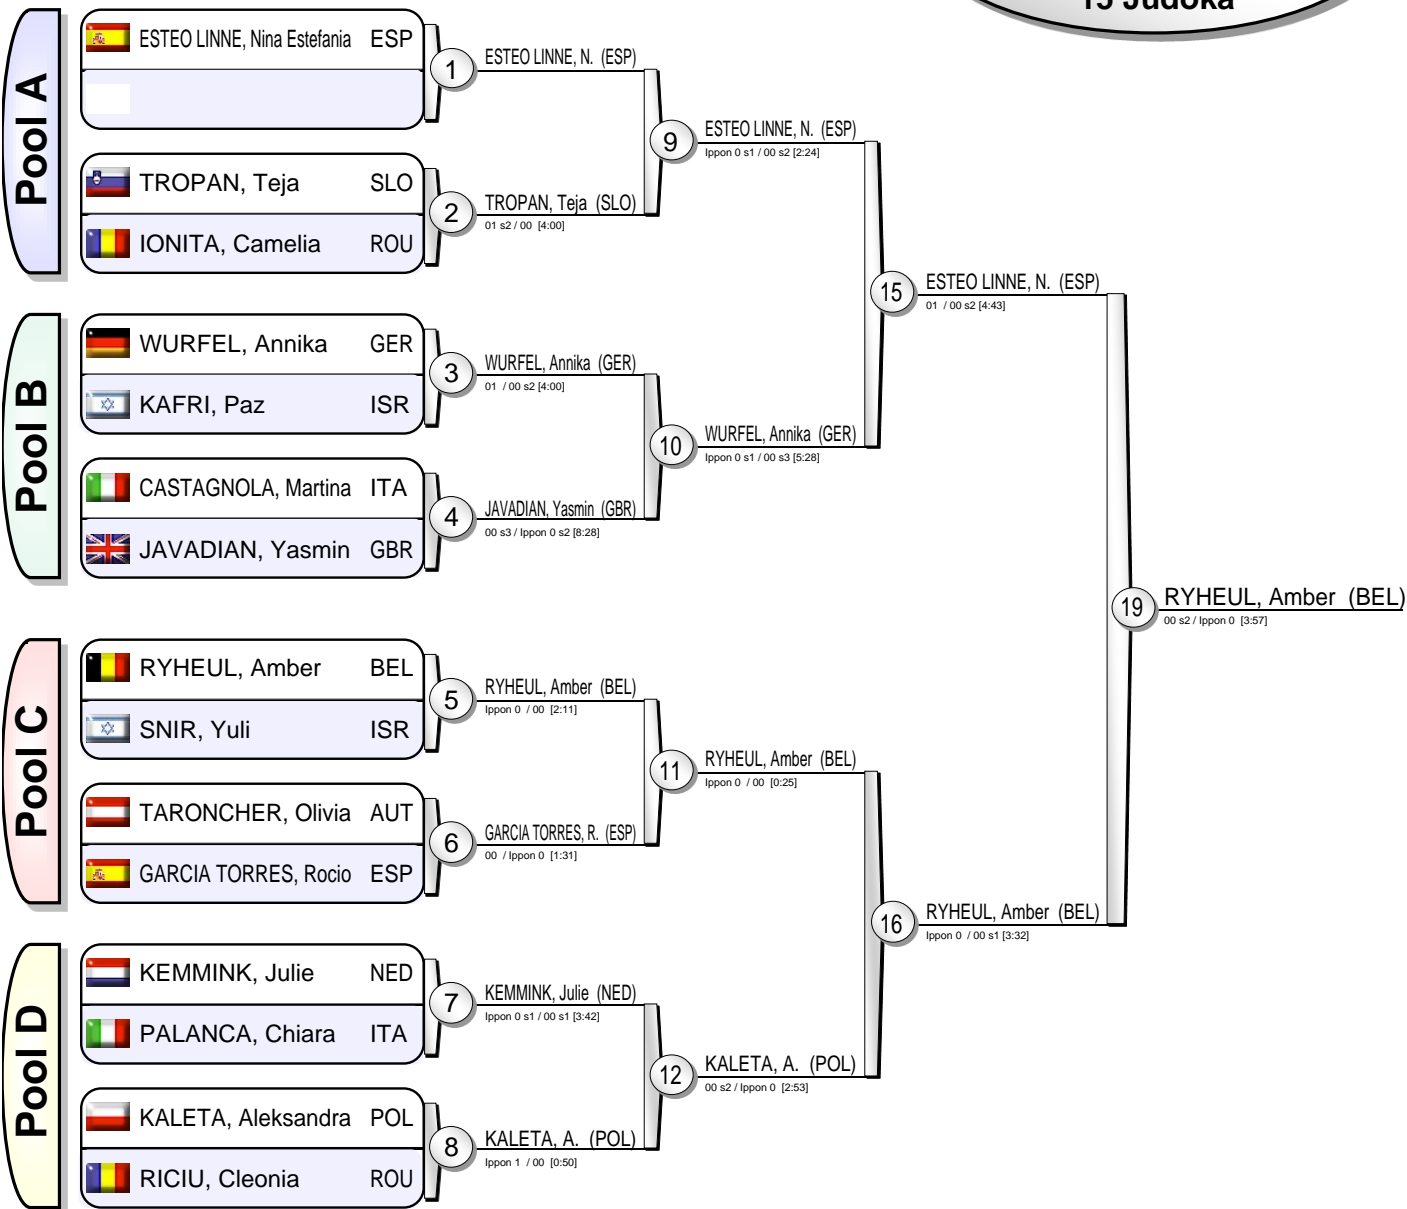 15 Judoka
Pool A
ESTEO LINNE, Nina Estefania ESP
TROPAN, Teja SLO
IONITA, Camelia ROU
Pool B
WURFEL, Annika GER
KAFRI, Paz ISR
CASTAGNOLA, Martina ITA
JAVADIAN, Yasmin GBR
Pool C
RYHEUL, Amber BEL
SNIR, Yuli ISR
TARONCHER, Olivia AUT
GARCIA TORRES, Rocio ESP
Pool D
KEMMINK, Julie NED
PALANCA, Chiara ITA
KALETA, Aleksandra POL
RICIU, Cleonia ROU
1
ESTEO LINNE, N. (ESP)
2
TROPAN, Teja (SLO)
01 s2 / 00 [4:00]
3
WURFEL, Annika (GER)
01 / 00 s2 [4:00]
4
JAVADIAN, Yasmin (GBR)
00 s3 / Ippon 0 s2 [8:28]
5
RYHEUL, Amber (BEL)
Ippon 0 / 00 [2:11]
6
GARCIA TORRES, R. (ESP)
00 / Ippon 0 [1:31]
7
KEMMINK, Julie (NED)
Ippon 0 s1 / 00 s1 [3:42]
8
KALETA, A. (POL)
Ippon 1 / 00 [0:50]
9
ESTEO LINNE, N. (ESP)
Ippon 0 s1 / 00 s2 [2:24]
10
WURFEL, Annika (GER)
Ippon 0 s1 / 00 s3 [5:28]
11
RYHEUL, Amber (BEL)
Ippon 0 / 00 [0:25]
12
KALETA, A. (POL)
00 s2 / Ippon 0 [2:53]
15
ESTEO LINNE, N. (ESP)
01 / 00 s2 [4:43]
16
RYHEUL, Amber (BEL)
Ippon 0 / 00 s1 [3:32]
19
RYHEUL, Amber (BEL)
00 s2 / Ippon 0 [3:57]